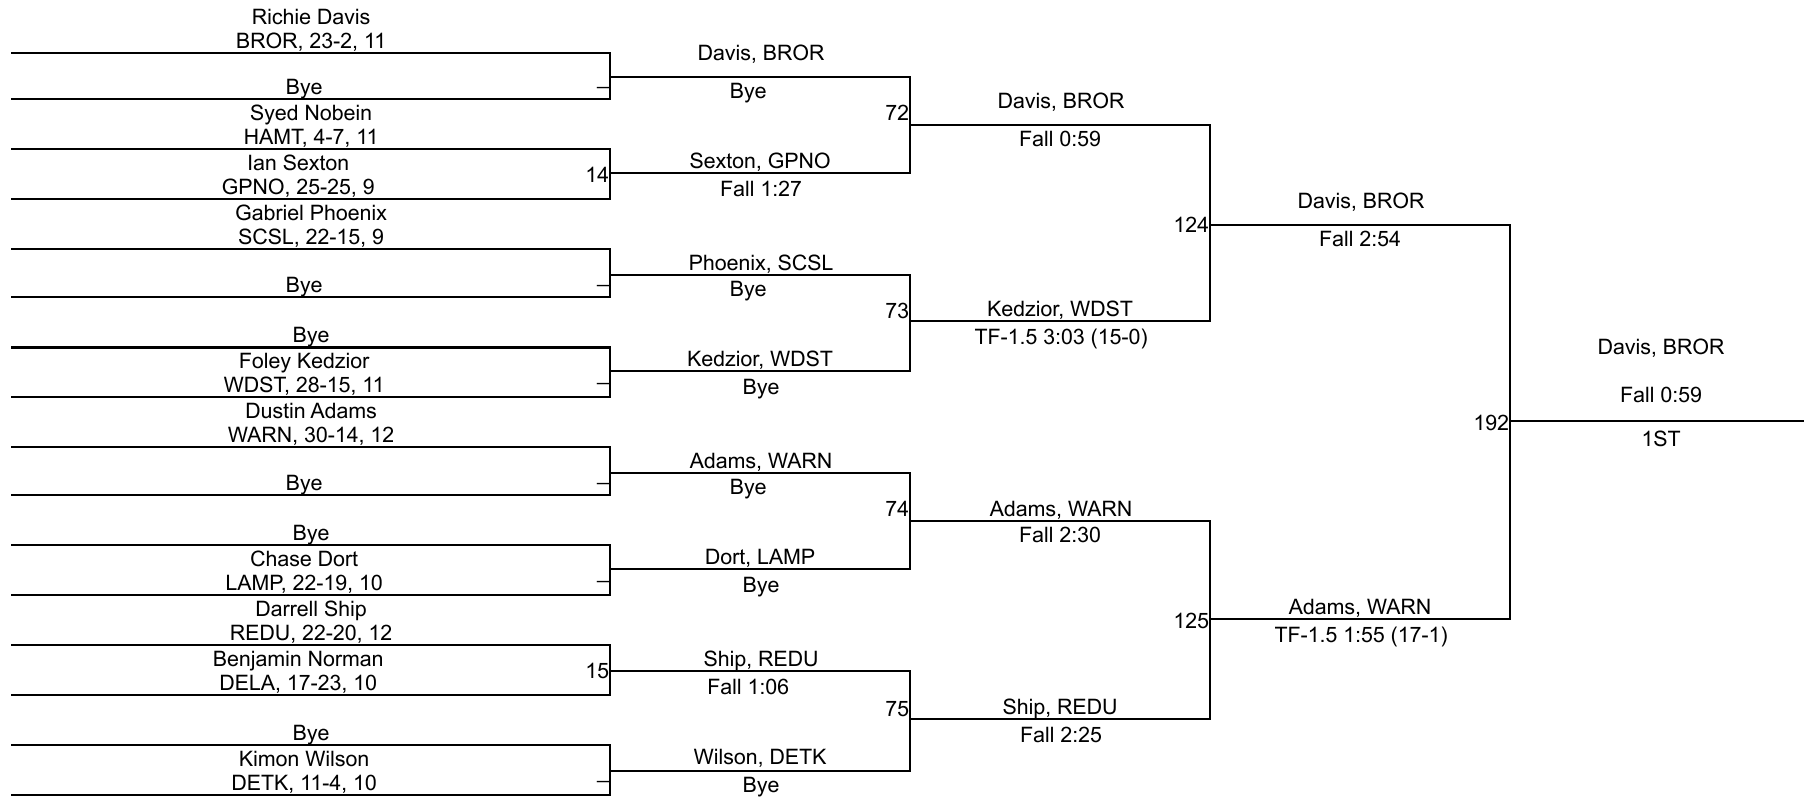 Richie Davis
BROR, 23-2, 11
Bye
Syed Nobein
HAMT, 4-7, 11
Ian Sexton
GPNO, 25-25, 9
Gabriel Phoenix
SCSL, 22-15, 9
Bye
Bye
Foley Kedzior
WDST, 28-15, 11
Dustin Adams
WARN, 30-14, 12
Bye
Bye
Chase Dort
LAMP, 22-19, 10
Darrell Ship
REDU, 22-20, 12
Benjamin Norman
DELA, 17-23, 10
Bye
Kimon Wilson
DETK, 11-4, 10
14
15
Davis, BROR
Bye
Sexton, GPNO
Fall 1:27
Phoenix, SCSL
Bye
Kedzior, WDST
Bye
Adams, WARN
Bye
Dort, LAMP
Bye
Ship, REDU
Fall 1:06
Wilson, DETK
Bye
72
73
74
75
Davis, BROR
Fall 0:59
Kedzior, WDST
TF-1.5 3:03 (15-0)
Adams, WARN
Fall 2:30
Ship, REDU
Fall 2:25
124
125
Davis, BROR
Fall 2:54
Adams, WARN
TF-1.5 1:55 (17-1)
192
Davis, BROR
Fall 0:59
1ST